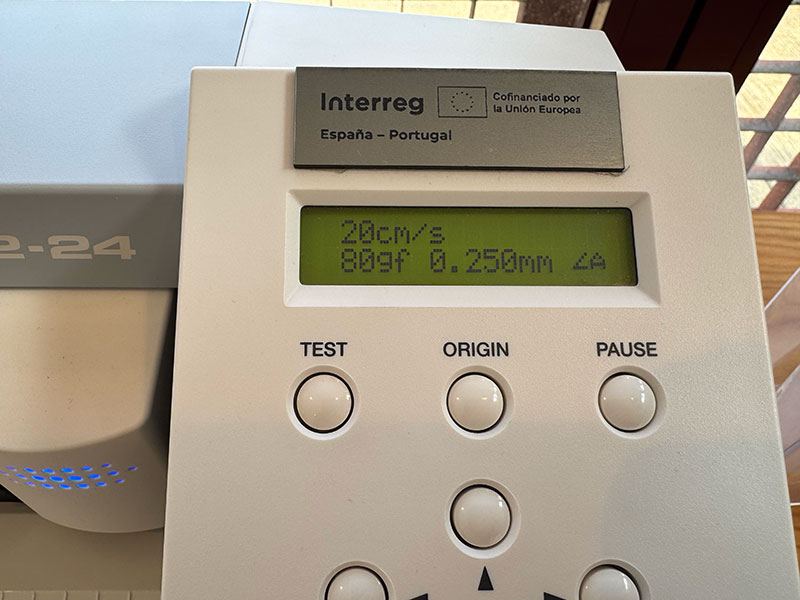 Interreg
Cofinanciado por
la Unión Europea
España – Portugal
2-24
20cm/s
80gf 0.250mm ∠A
TEST
ORIGIN
PAUSE